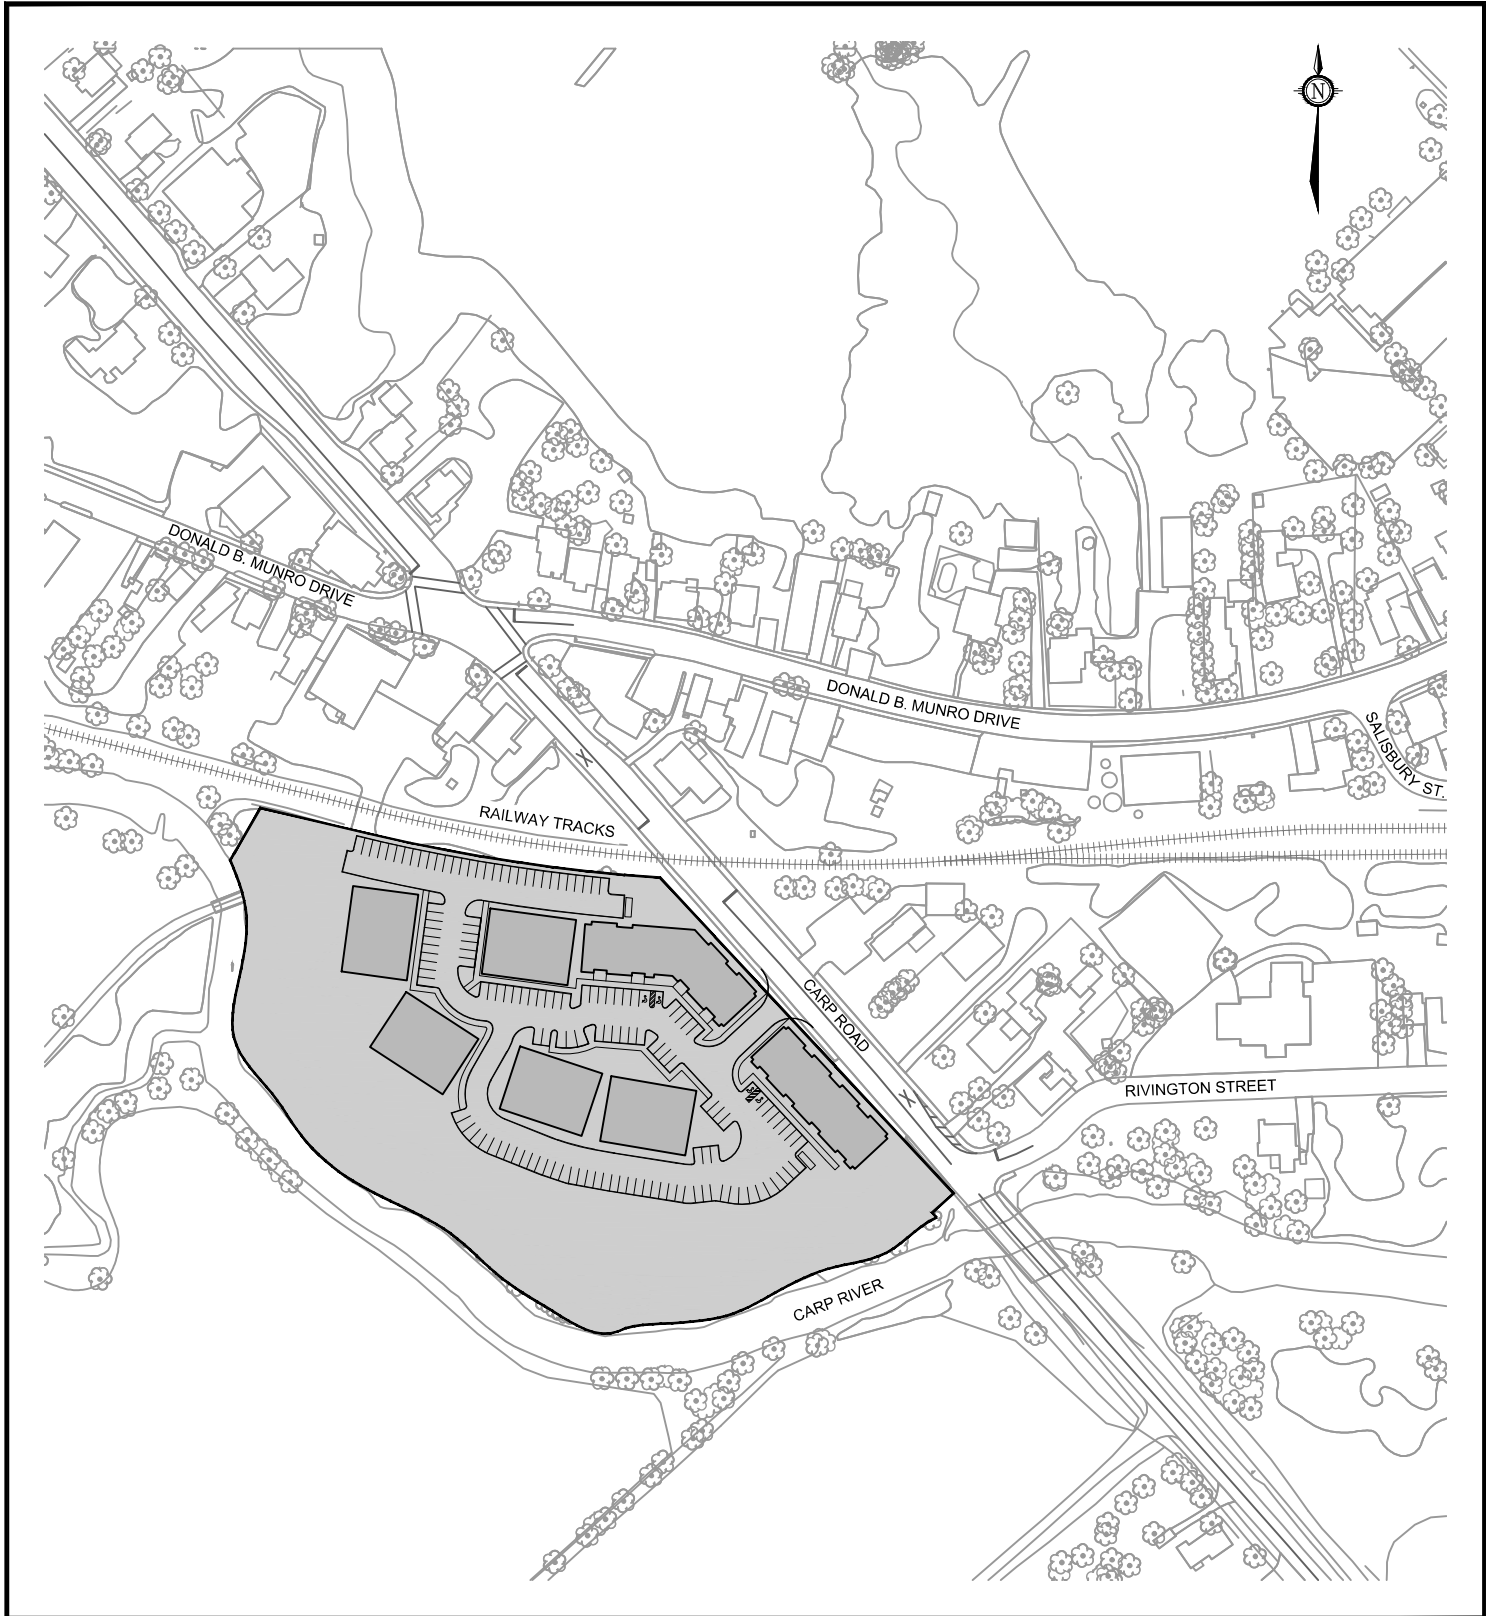 N
DONALD B. MUNRO DRIVE
DONALD B. MUNRO DRIVE
SALISBURY ST.
RAILWAY TRACKS
CARP ROAD
RIVINGTON STREET
CARP RIVER